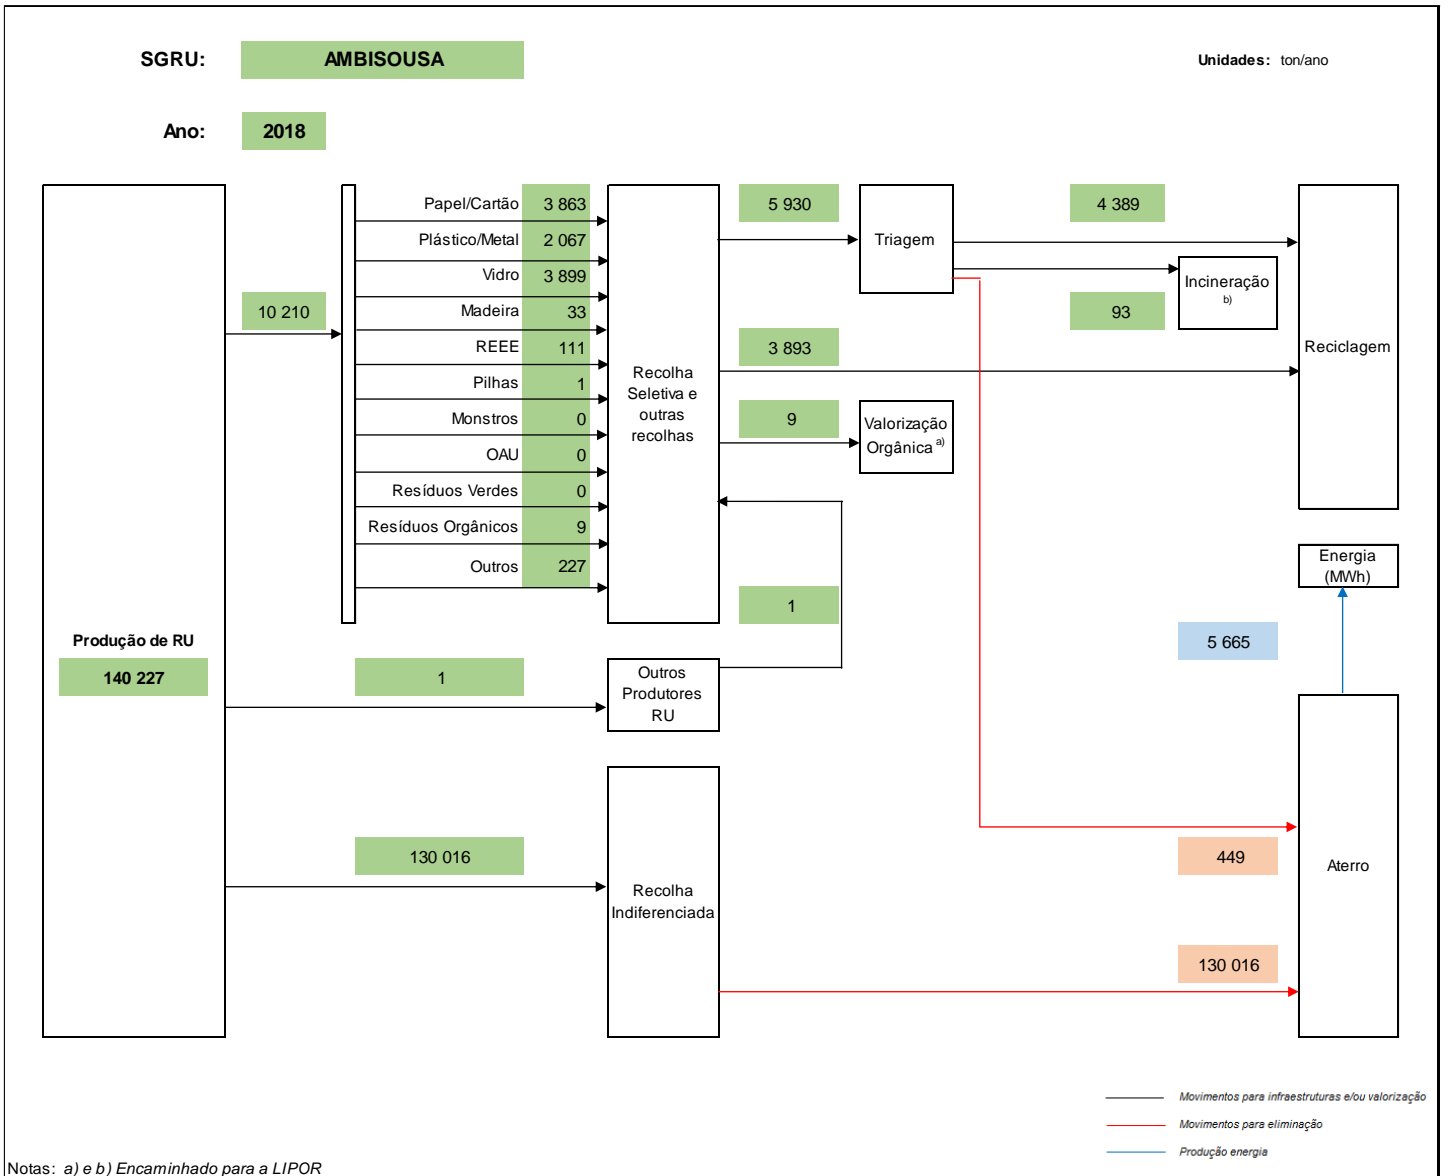 SGRU: AMBISOUSA
Unidades: ton/ano
Ano: 2018
Papel/Cartão 3 863
Plástico/Metal 2 067
Vidro 3 899
Madeira 33
REEE 111
Pilhas 1
Monstros 0
OAU 0
Resíduos Verdes 0
Resíduos Orgânicos 9
Outros 227
10 210
Produção de RU
140 227
1
130 016
Recolha
Seletiva e
outras
recolhas
Outros
Produtores
RU
Recolha
Indiferenciada
5 930
3 893
9
1
Triagem
Valorização
Orgânica a)
4 389
93
Incineração
b)
Reciclagem
Energia
(MWh)
5 665
449
130 016
Aterro
Movimentos para infraestruturas e/ou valorização
Movimentos para eliminação
Produção energia
Notas: a) e b) Encaminhado para a LIPOR